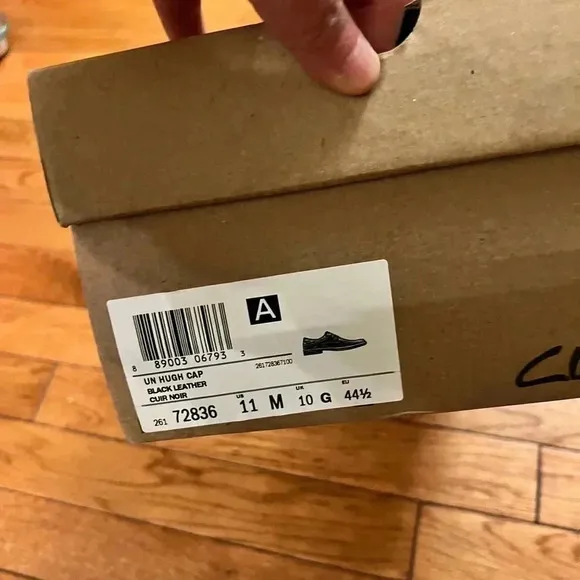 A
8 89003 06793 3
261728367100
UN HUGH CAP
BLACK LEATHER
CUIR NOIR
261 72836 US 11 M UK 10 G EU 44½